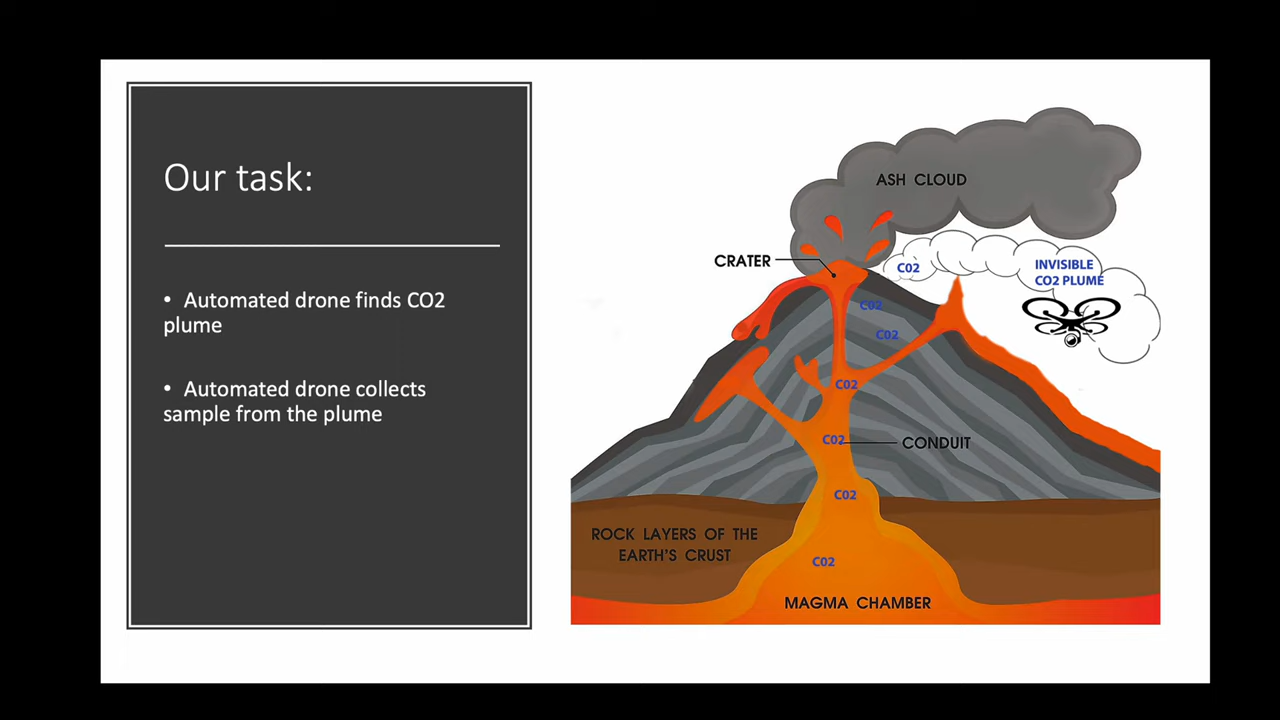 Our task:
• Automated drone finds CO2
plume
• Automated drone collects
sample from the plume
ASH CLOUD
CRATER
C02
INVISIBLE
CO2 PLUME
C02
C02
C02
C02
CONDUIT
C02
ROCK LAYERS OF THE
EARTH'S CRUST
C02
MAGMA CHAMBER